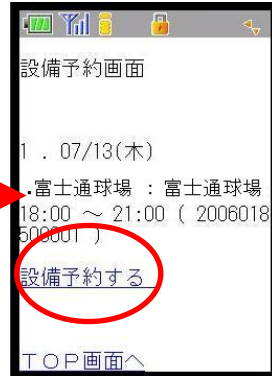 設備予約画面
1 . 07/13(木)
.富士通球場 : 富士通球場
18:00 ～ 21:00 ( 2006018
500001 )
設備予約する
ＴＯＰ画面へ